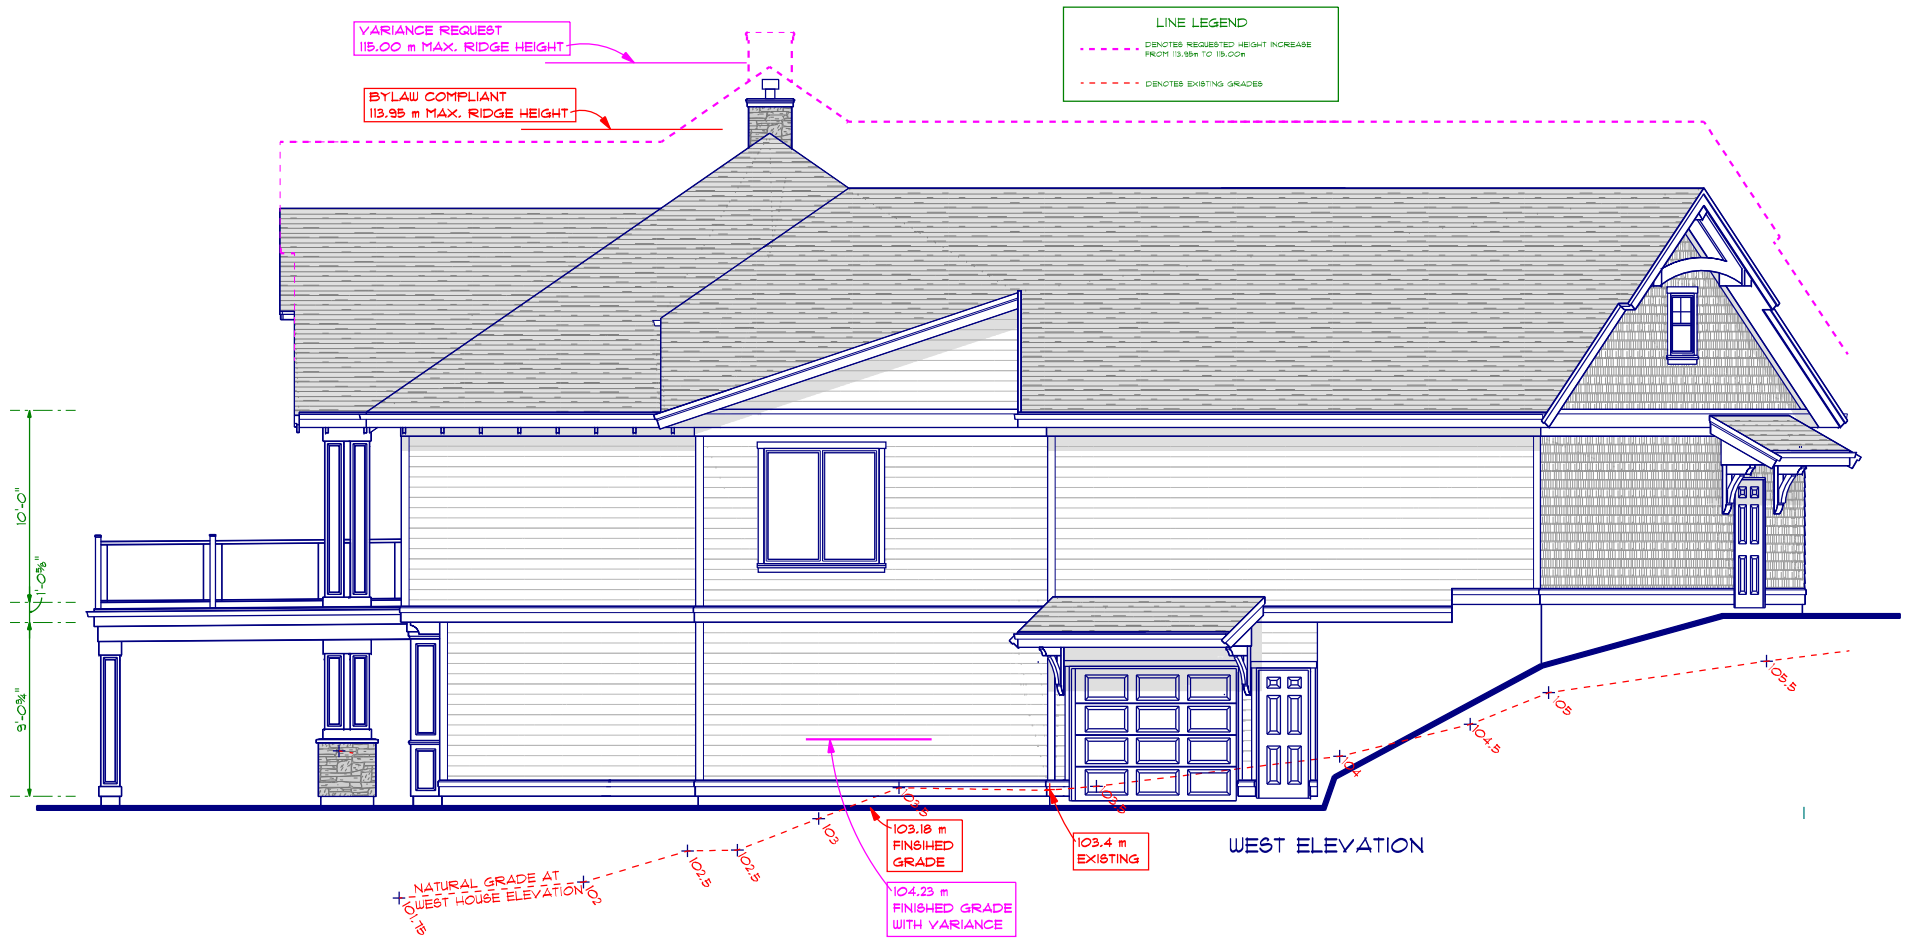 VARIANCE REQUEST
115.00 m MAX. RIDGE HEIGHT
BYLAW COMPLIANT
113.95 m MAX. RIDGE HEIGHT
LINE LEGEND
DENOTES REQUESTED HEIGHT INCREASE
FROM 113.95m TO 115.00m
DENOTES EXISTING GRADES
10'-0"
1'-0⅝"
9'-0¾"
105.5
105
104.5
104
103.5
103.5
103
102.5
102.5
102
101.75
NATURAL GRADE AT
WEST HOUSE ELEVATION
103.18 m
FINSIHED
GRADE
103.4 m
EXISTING
104.23 m
FINISHED GRADE
WITH VARIANCE
WEST ELEVATION